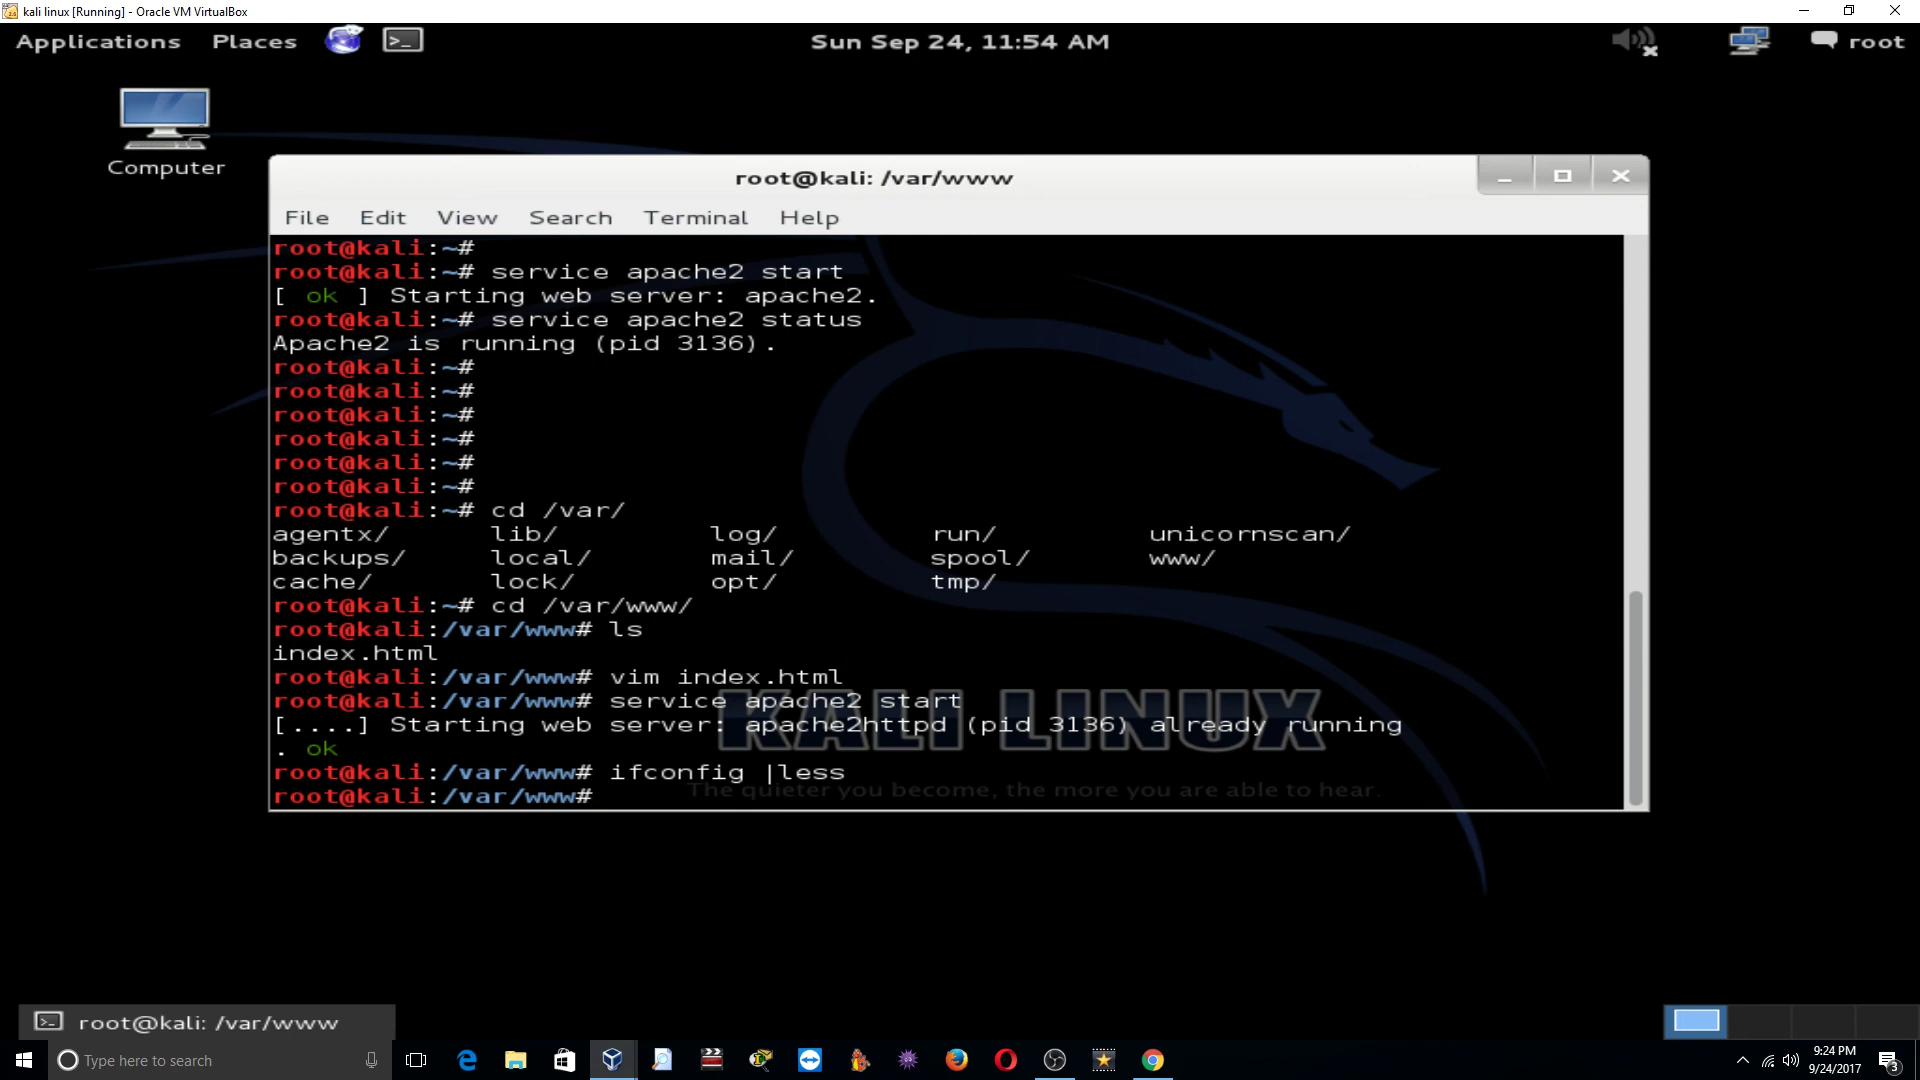 kali linux [Running] - Oracle VM VirtualBox
Applications Places Sun Sep 24, 11:54 AM root
Computer
root@kali: /var/www
File Edit View Search Terminal Help
root@kali:~#
root@kali:~# service apache2 start
[ ok ] Starting web server: apache2.
root@kali:~# service apache2 status
Apache2 is running (pid 3136).
root@kali:~#
root@kali:~#
root@kali:~#
root@kali:~#
root@kali:~#
root@kali:~#
root@kali:~# cd /var/
agentx/ lib/ log/ run/ unicornscan/
backups/ local/ mail/ spool/ www/
cache/ lock/ opt/ tmp/
root@kali:~# cd /var/www/
root@kali:/var/www# ls
index.html
root@kali:/var/www# vim index.html
root@kali:/var/www# service apache2 start
[....] Starting web server: apache2httpd (pid 3136) already running
. ok
root@kali:/var/www# ifconfig |less
root@kali:/var/www#
KALI LINUX
The quieter you become, the more you are able to hear.
root@kali: /var/www
Type here to search
9:24 PM
9/24/2017
3